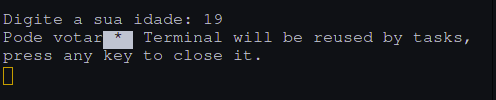 Digite a sua idade: 19
Pode votar * Terminal will be reused by tasks,
press any key to close it.